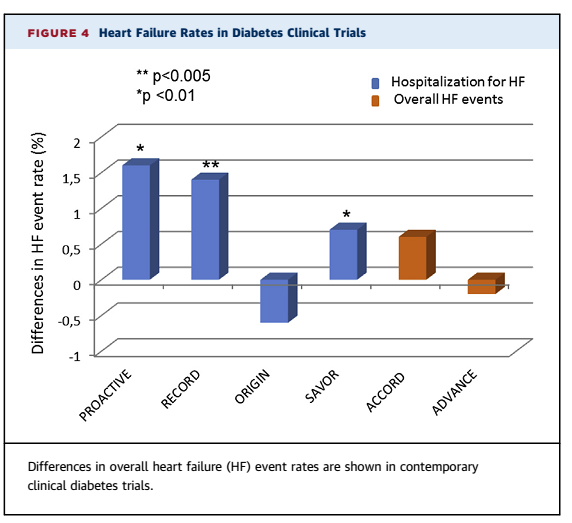 FIGURE 4 Heart Failure Rates in Diabetes Clinical Trials
** p<0.005
*p <0.01
Hospitalization for HF
Overall HF events
Differences in HF event rate (%)
2
1,5
1
0,5
0
-0,5
-1
*
**
*
PROACTIVE
RECORD
ORIGIN
SAVOR
ACCORD
ADVANCE
Differences in overall heart failure (HF) event rates are shown in contemporary
clinical diabetes trials.